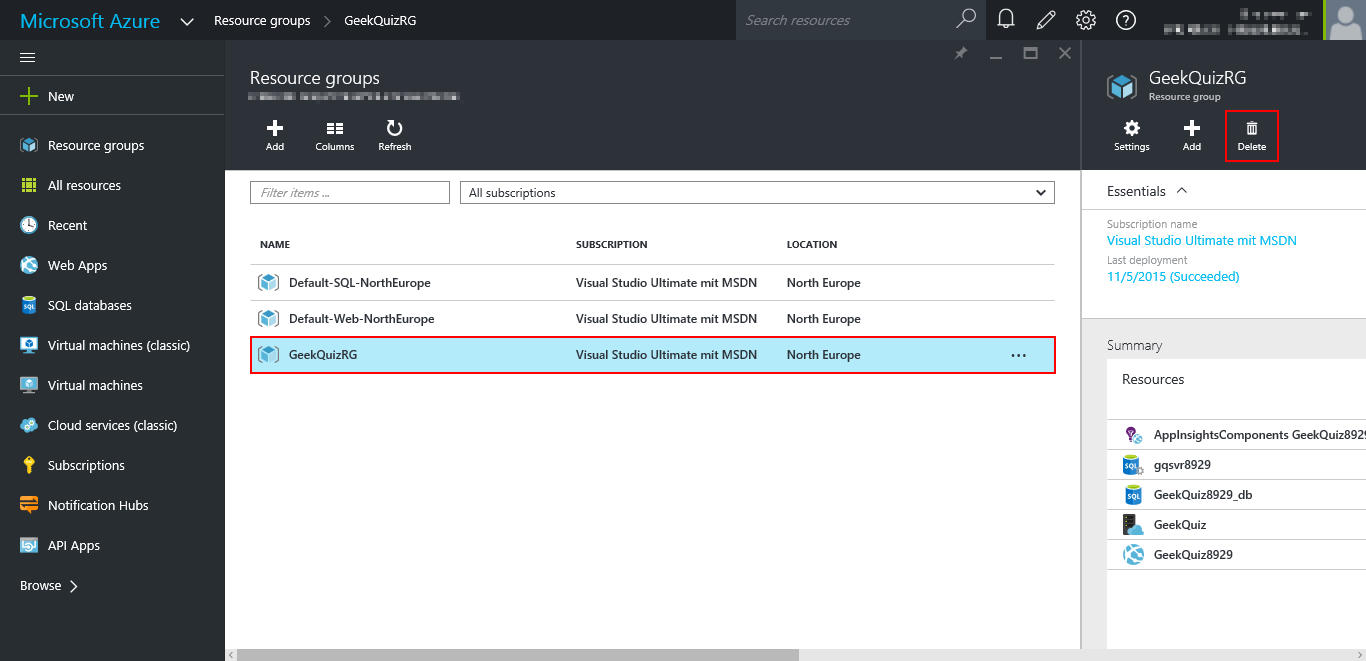 Microsoft Azure
Resource groups
GeekQuizRG
Search resources
New
Resource groups
All resources
Recent
Web Apps
SQL databases
Virtual machines (classic)
Virtual machines
Cloud services (classic)
Subscriptions
Notification Hubs
API Apps
Browse
Resource groups
Add Columns Refresh
Filter items ... All subscriptions
NAME SUBSCRIPTION LOCATION
Default-SQL-NorthEurope Visual Studio Ultimate mit MSDN North Europe
Default-Web-NorthEurope Visual Studio Ultimate mit MSDN North Europe
GeekQuizRG Visual Studio Ultimate mit MSDN North Europe ...
GeekQuizRG
Resource group
Settings Add Delete
Essentials
Subscription name
Visual Studio Ultimate mit MSDN
Last deployment
11/5/2015 (Succeeded)
Summary
Resources
AppInsightsComponents GeekQuiz8929
SQL gqsvr8929
SQL GeekQuiz8929_db
GeekQuiz
GeekQuiz8929